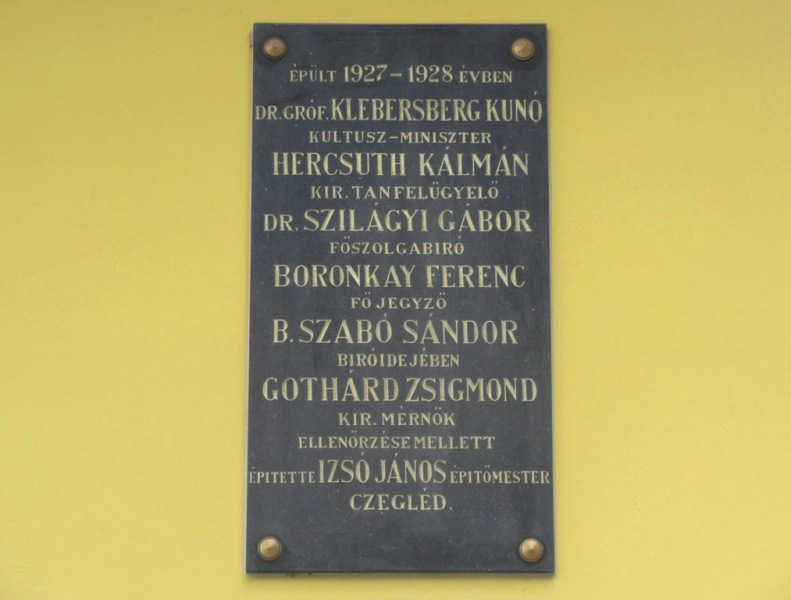 ÉPÜLT 1927-1928 ÉVBEN
DR. GRÓF. KLEBERSBERG KUNÓ
KULTUSZ-MINISZTER
HERCSUTH KÁLMÁN
KIR. TANFELÜGYELŐ
DR. SZILÁGYI GÁBOR
FŐSZOLGABIRÓ
BORONKAY FERENC
FŐJEGYZŐ
B. SZABÓ SÁNDOR
BIRÓIDEJÉBEN
GOTHÁRD ZSIGMOND
KIR. MÉRNÖK
ELLENŐRZÉSE MELLETT
ÉPITETTE IZSÓ JÁNOS ÉPITŐMESTER
CZEGLÉD.